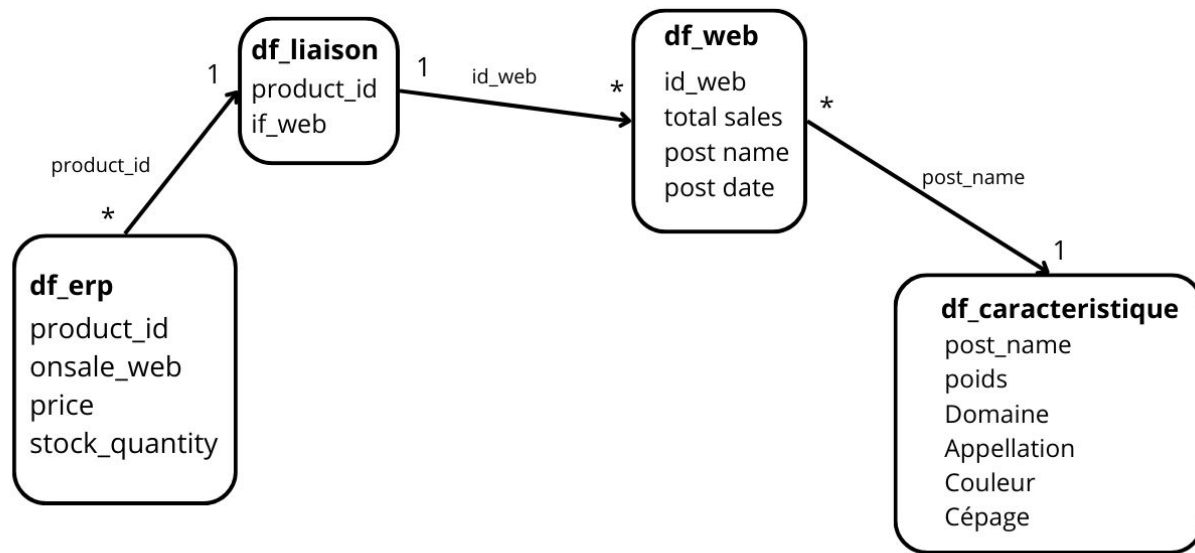 df_liaison
product_id
if_web
1
1
id_web
*
df_web
id_web
total sales
post name
post date
*
product_id
*
post_name
1
df_erp
product_id
onsale_web
price
stock_quantity
df_caracteristique
post_name
poids
Domaine
Appellation
Couleur
Cépage